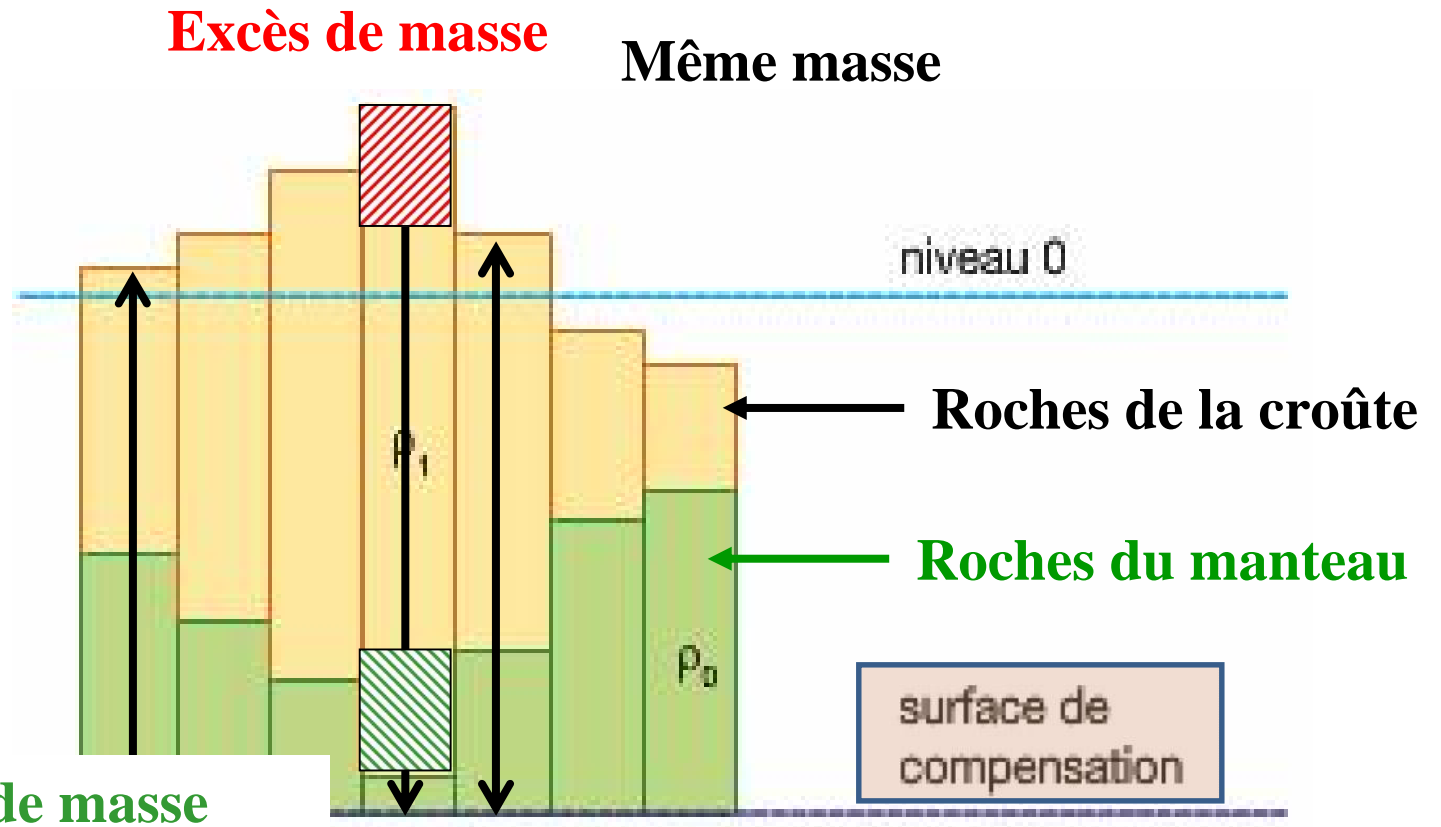 Excès de masse
Même masse
niveau 0
Roches de la croûte
ρ₁
Roches du manteau
ρ₀
surface de
compensation
de masse